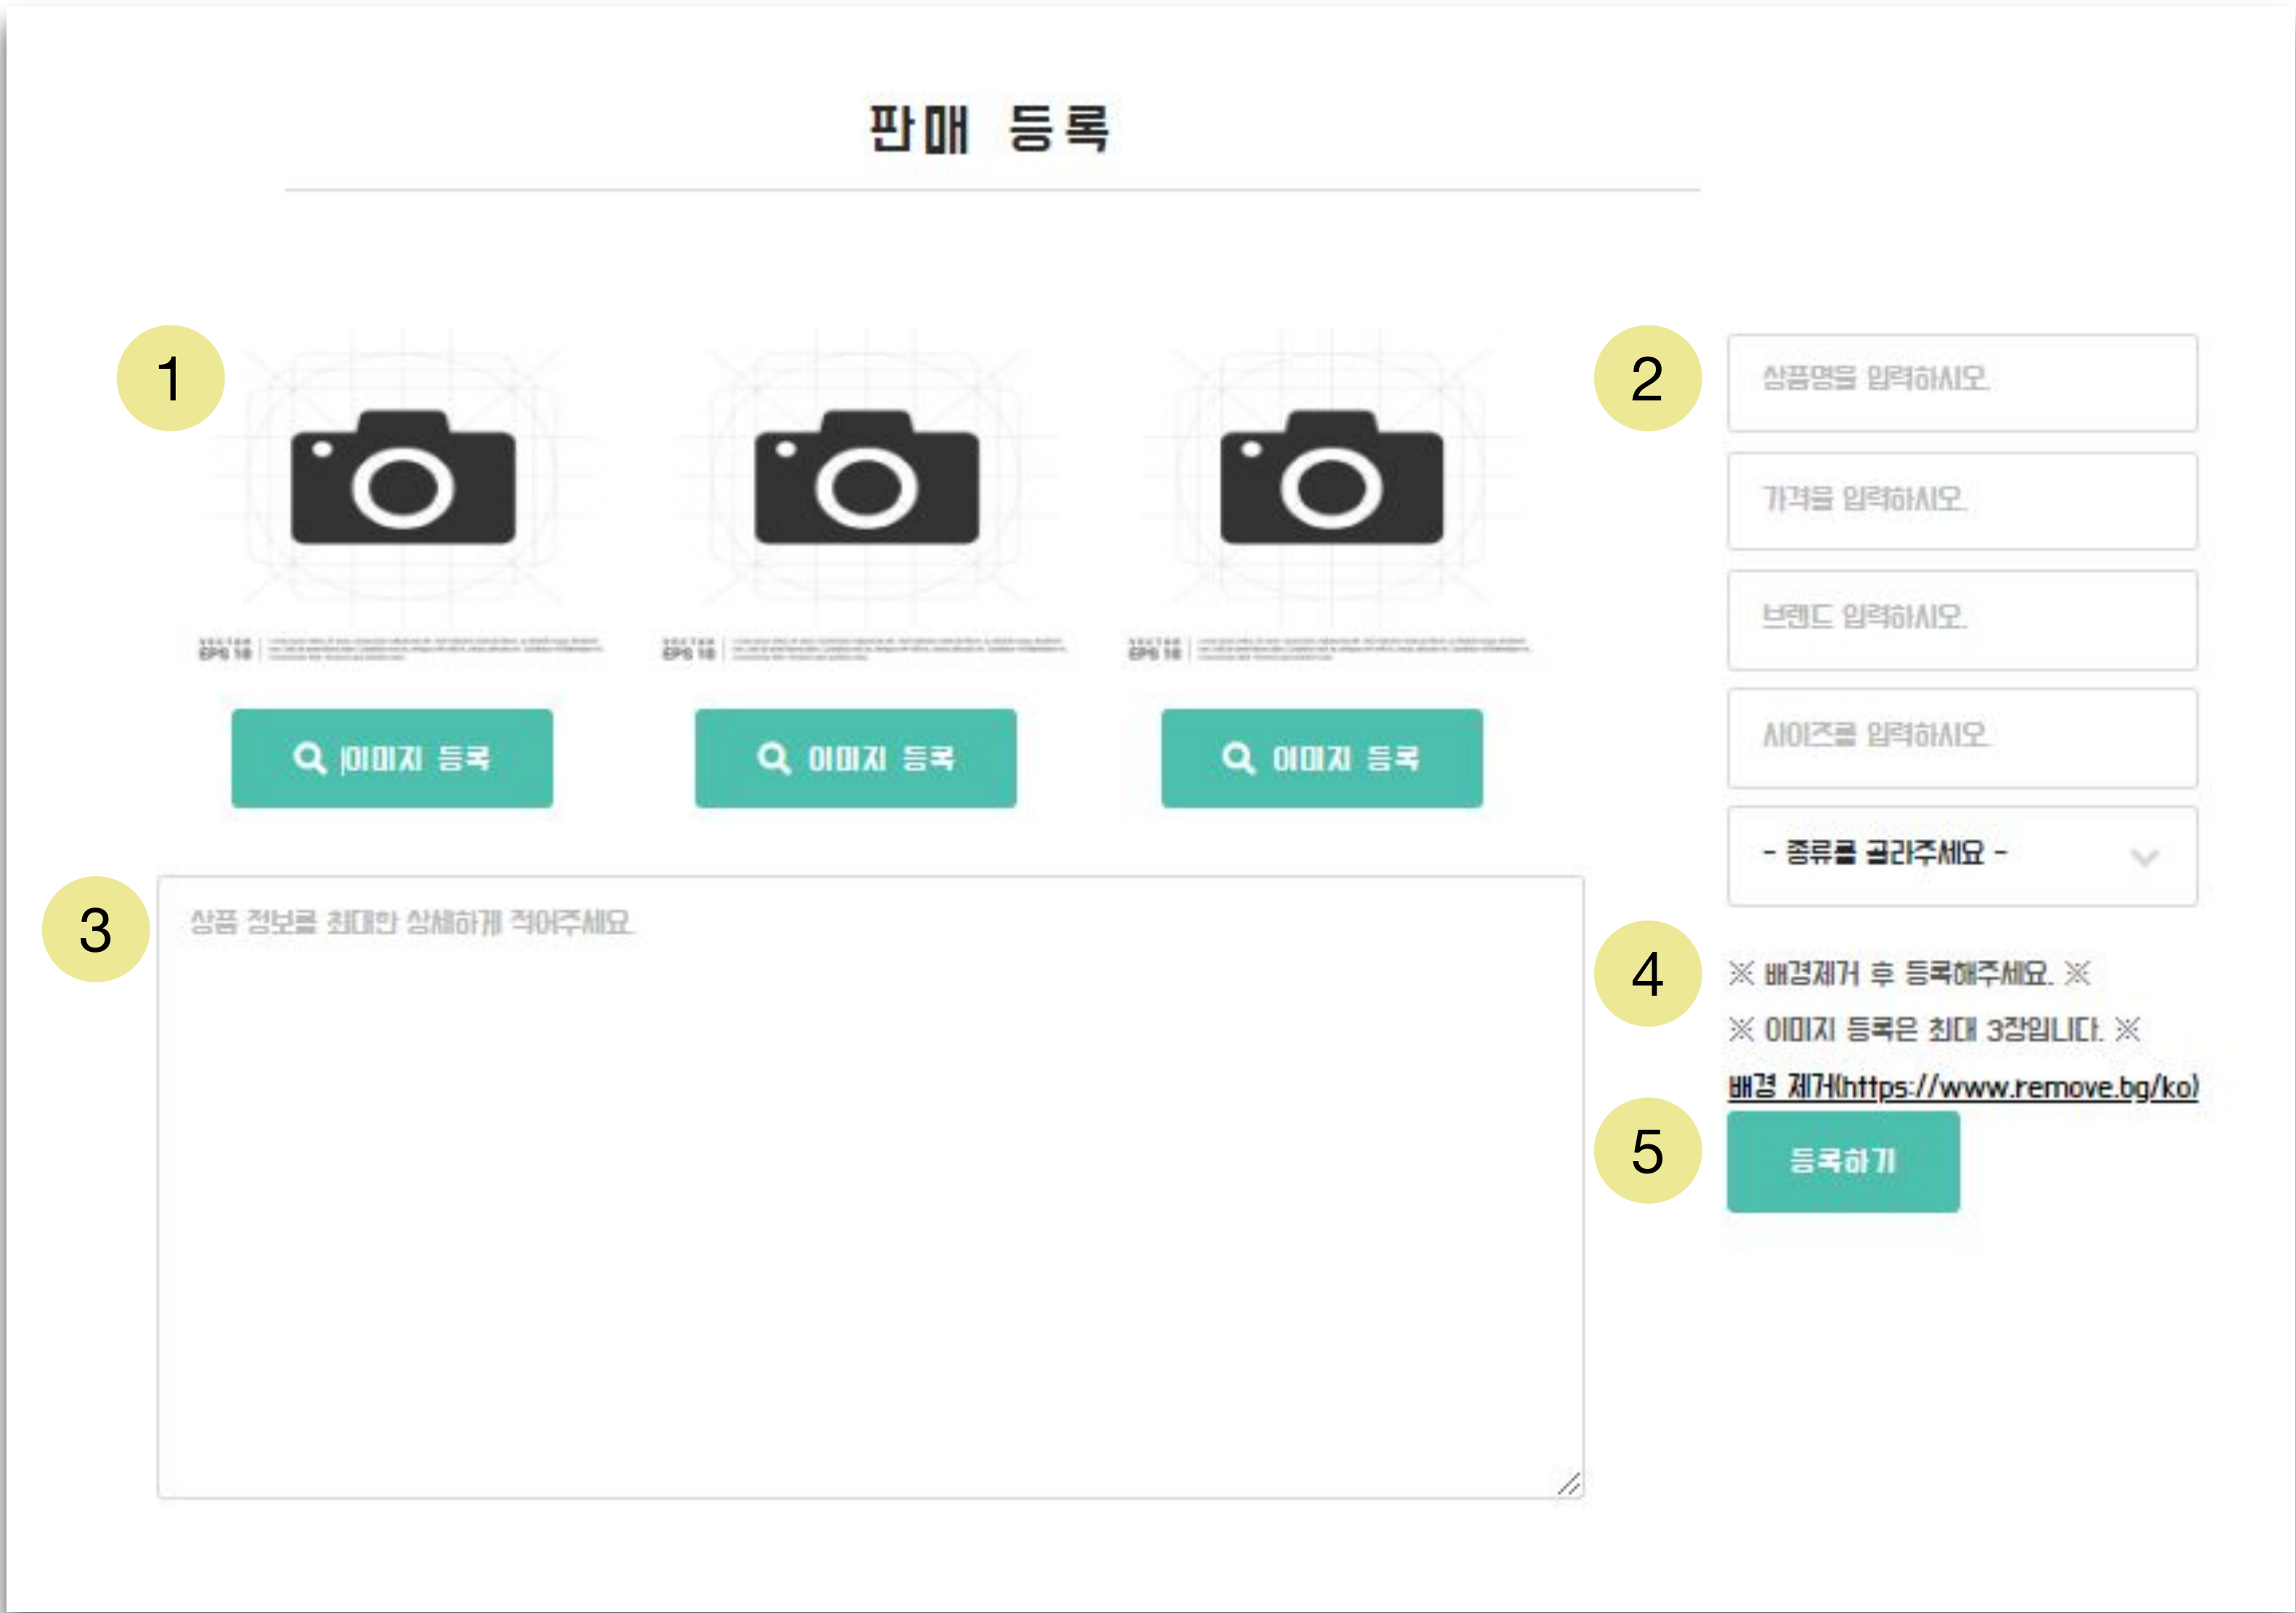 판매 등록
1
EPS 10
EPS 10
EPS 10
이미지 등록
이미지 등록
이미지 등록
2
상품명을 입력하시오.
가격을 입력하시오.
브랜드 입력하시오.
사이즈를 입력하시오.
- 종류를 골라주세요 -
3
상품 정보를 최대한 상세하게 적어주세요.
4
※ 배경제거 후 등록해주세요. ※
※ 이미지 등록은 최대 3장입니다. ※
배경 제거(https://www.remove.bg/ko)
5
등록하기